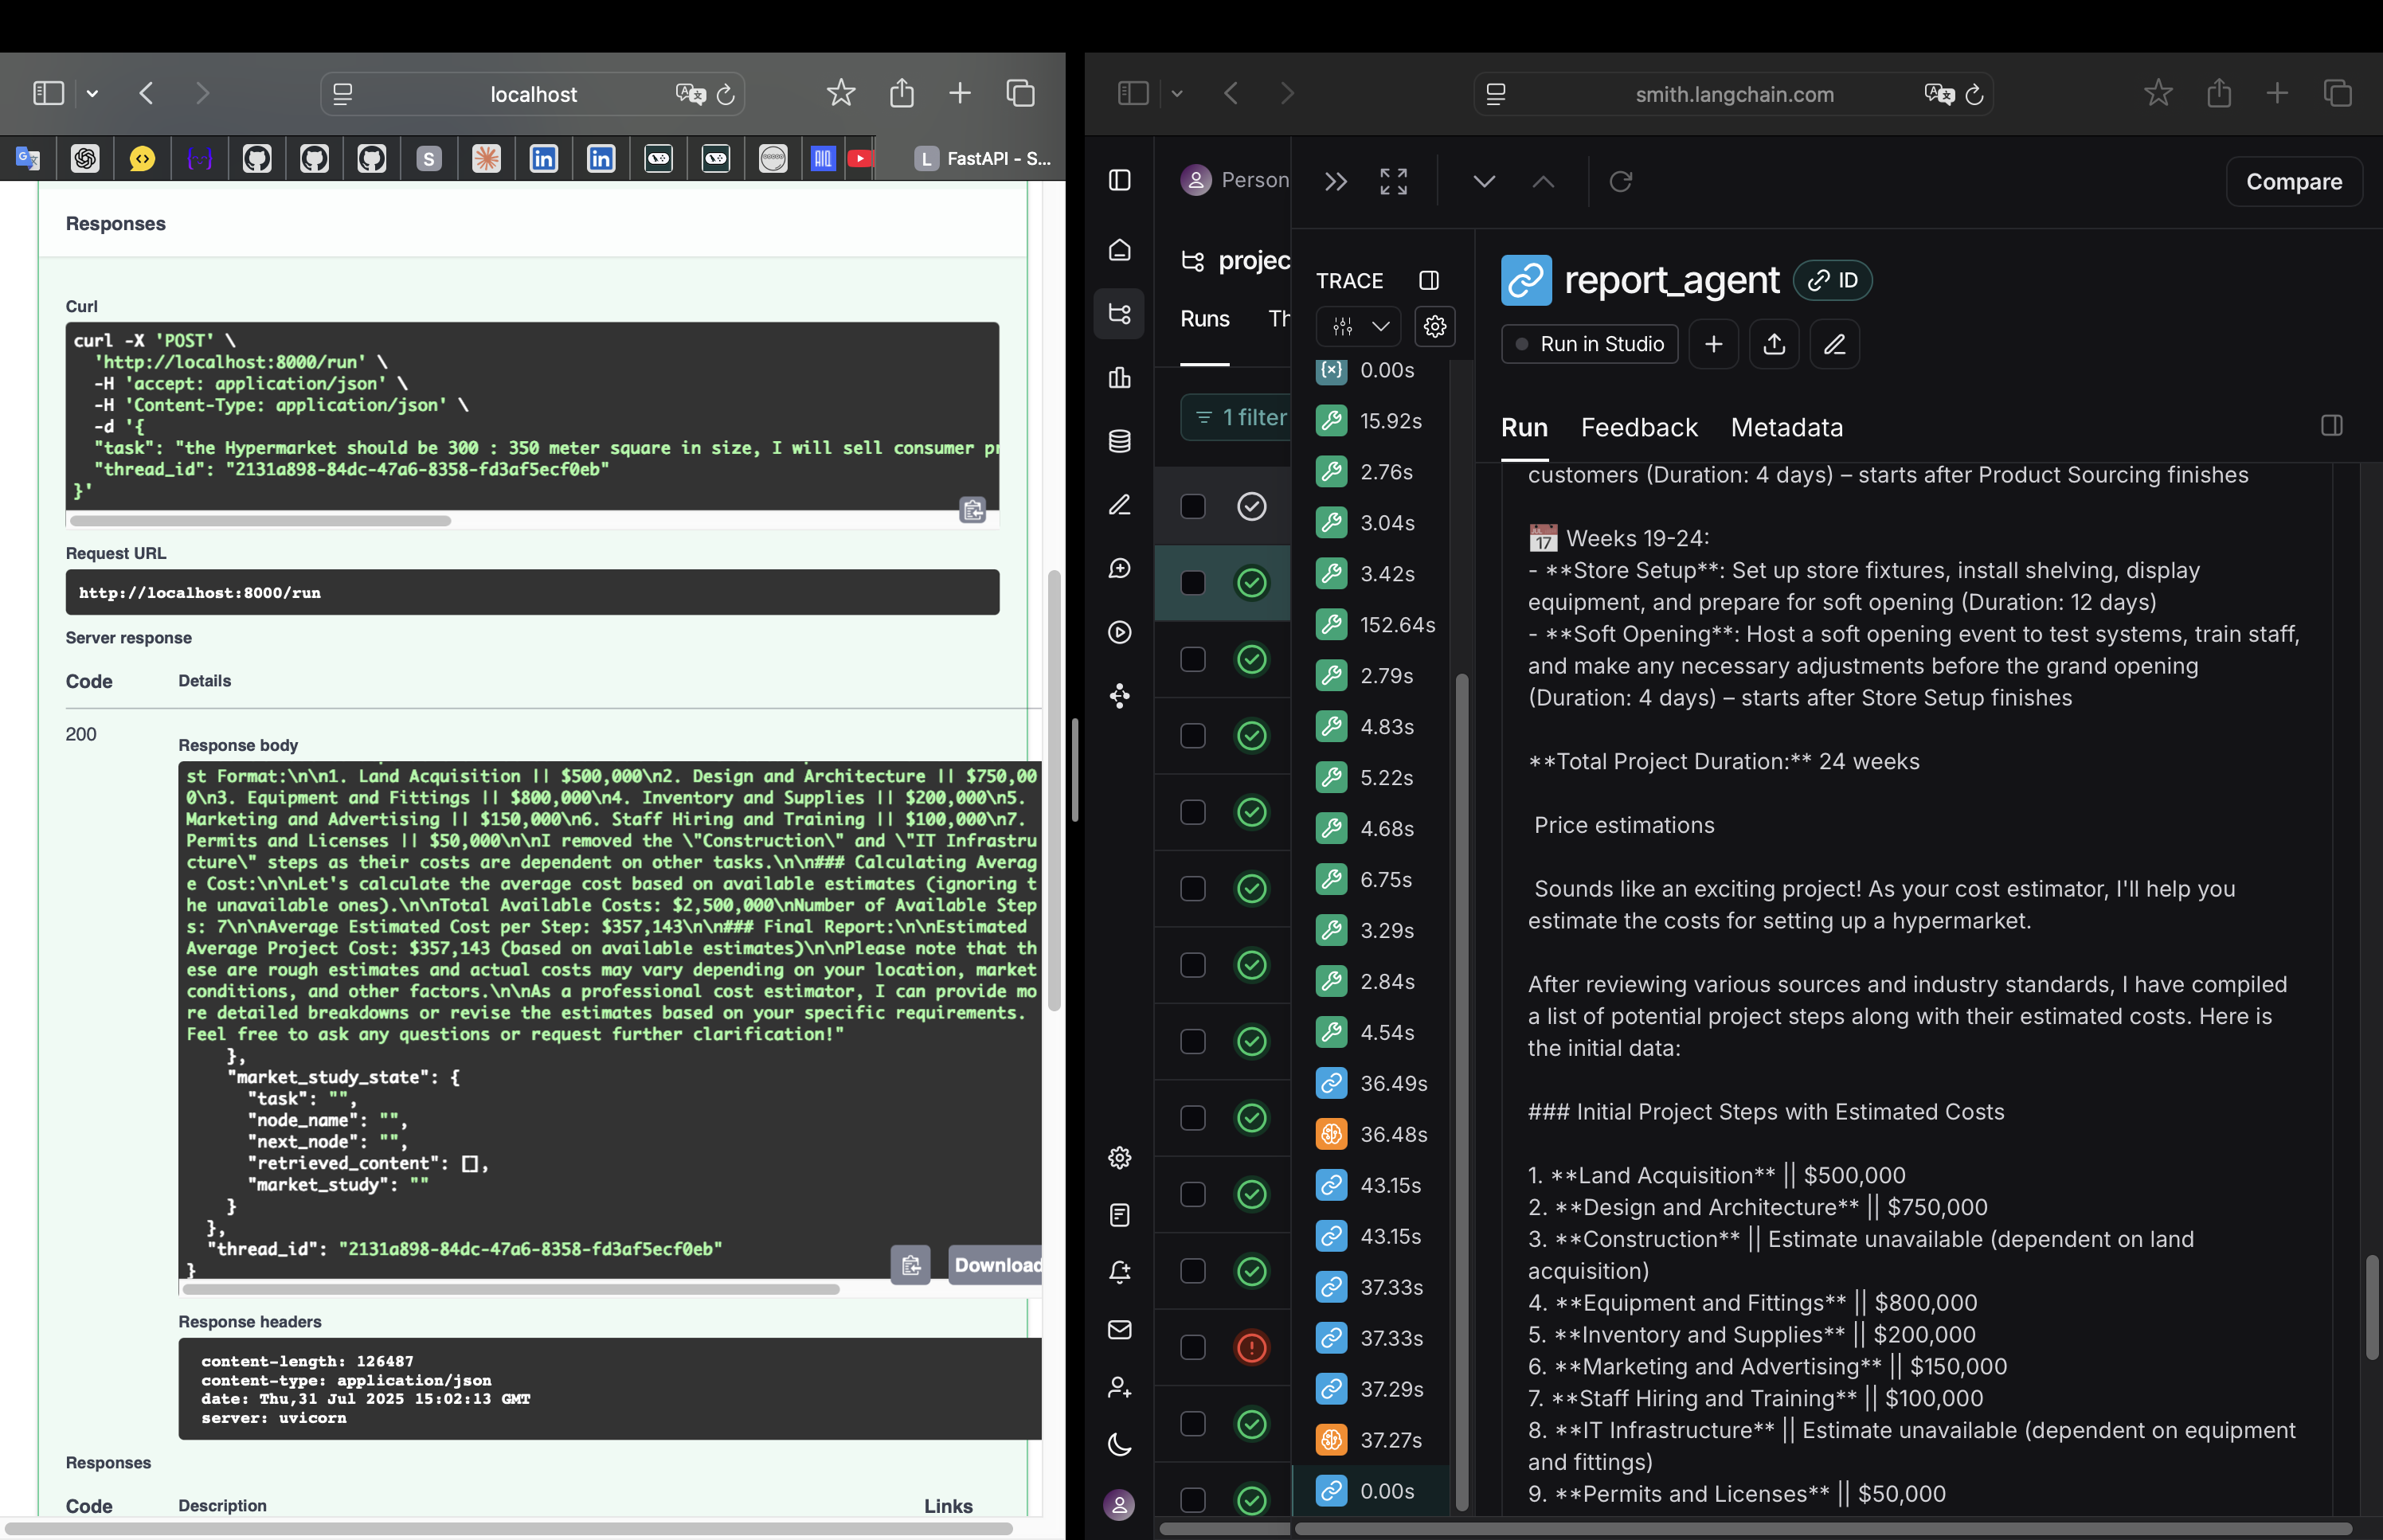 localhost
S
L FastAPI - S...
Responses
Curl
curl -X 'POST' \
'http://localhost:8000/run' \
-H 'accept: application/json' \
-H 'Content-Type: application/json' \
-d '{
"task": "the Hypermarket should be 300 : 350 meter square in size, I will sell consumer pr
"thread_id": "2131a898-84dc-47a6-8358-fd3af5ecf0eb"
}'
Request URL
http://localhost:8000/run
Server response
Code Details
200
Response body
st Format:\n\n1. Land Acquisition || $500,000\n2. Design and Architecture || $750,00
0\n3. Equipment and Fittings || $800,000\n4. Inventory and Supplies || $200,000\n5.
Marketing and Advertising || $150,000\n6. Staff Hiring and Training || $100,000\n7.
Permits and Licenses || $50,000\n\nI removed the \"Construction\" and \"IT Infrastru
cture\" steps as their costs are dependent on other tasks.\n\n### Calculating Averag
e Cost:\n\nLet's calculate the average cost based on available estimates (ignoring t
he unavailable ones).\n\nTotal Available Costs: $2,500,000\nNumber of Available Step
s: 7\n\nAverage Estimated Cost per Step: $357,143\n\n### Final Report:\n\nEstimated
Average Project Cost: $357,143 (based on available estimates)\n\nPlease note that th
ese are rough estimates and actual costs may vary depending on your location, market
conditions, and other factors.\n\nAs a professional cost estimator, I can provide mo
re detailed breakdowns or revise the estimates based on your specific requirements.
Feel free to ask any questions or request further clarification!"
},
"market_study_state": {
"task": "",
"node_name": "",
"next_node": "",
"retrieved_content": [],
"market_study": ""
}
},
"thread_id": "2131a898-84dc-47a6-8358-fd3af5ecf0eb"
}
Download
Response headers
content-length: 126487
content-type: application/json
date: Thu,31 Jul 2025 15:02:13 GMT
server: uvicorn
Responses
Code Description Links
smith.langchain.com
Person
projec
Runs Th
1 filter
Compare
TRACE
0.00s
15.92s
2.76s
3.04s
3.42s
152.64s
2.79s
4.83s
5.22s
4.68s
6.75s
3.29s
2.84s
4.54s
36.49s
36.48s
43.15s
43.15s
37.33s
37.33s
37.29s
37.27s
0.00s
report_agent ID
Run in Studio
Run Feedback Metadata
customers (Duration: 4 days) – starts after Product Sourcing finishes
17 Weeks 19-24:
- **Store Setup**: Set up store fixtures, install shelving, display
equipment, and prepare for soft opening (Duration: 12 days)
- **Soft Opening**: Host a soft opening event to test systems, train staff,
and make any necessary adjustments before the grand opening
(Duration: 4 days) – starts after Store Setup finishes
**Total Project Duration:** 24 weeks
Price estimations
Sounds like an exciting project! As your cost estimator, I'll help you
estimate the costs for setting up a hypermarket.
After reviewing various sources and industry standards, I have compiled
a list of potential project steps along with their estimated costs. Here is
the initial data:
### Initial Project Steps with Estimated Costs
1. **Land Acquisition** || $500,000
2. **Design and Architecture** || $750,000
3. **Construction** || Estimate unavailable (dependent on land
acquisition)
4. **Equipment and Fittings** || $800,000
5. **Inventory and Supplies** || $200,000
6. **Marketing and Advertising** || $150,000
7. **Staff Hiring and Training** || $100,000
8. **IT Infrastructure** || Estimate unavailable (dependent on equipment
and fittings)
9. **Permits and Licenses** || $50,000